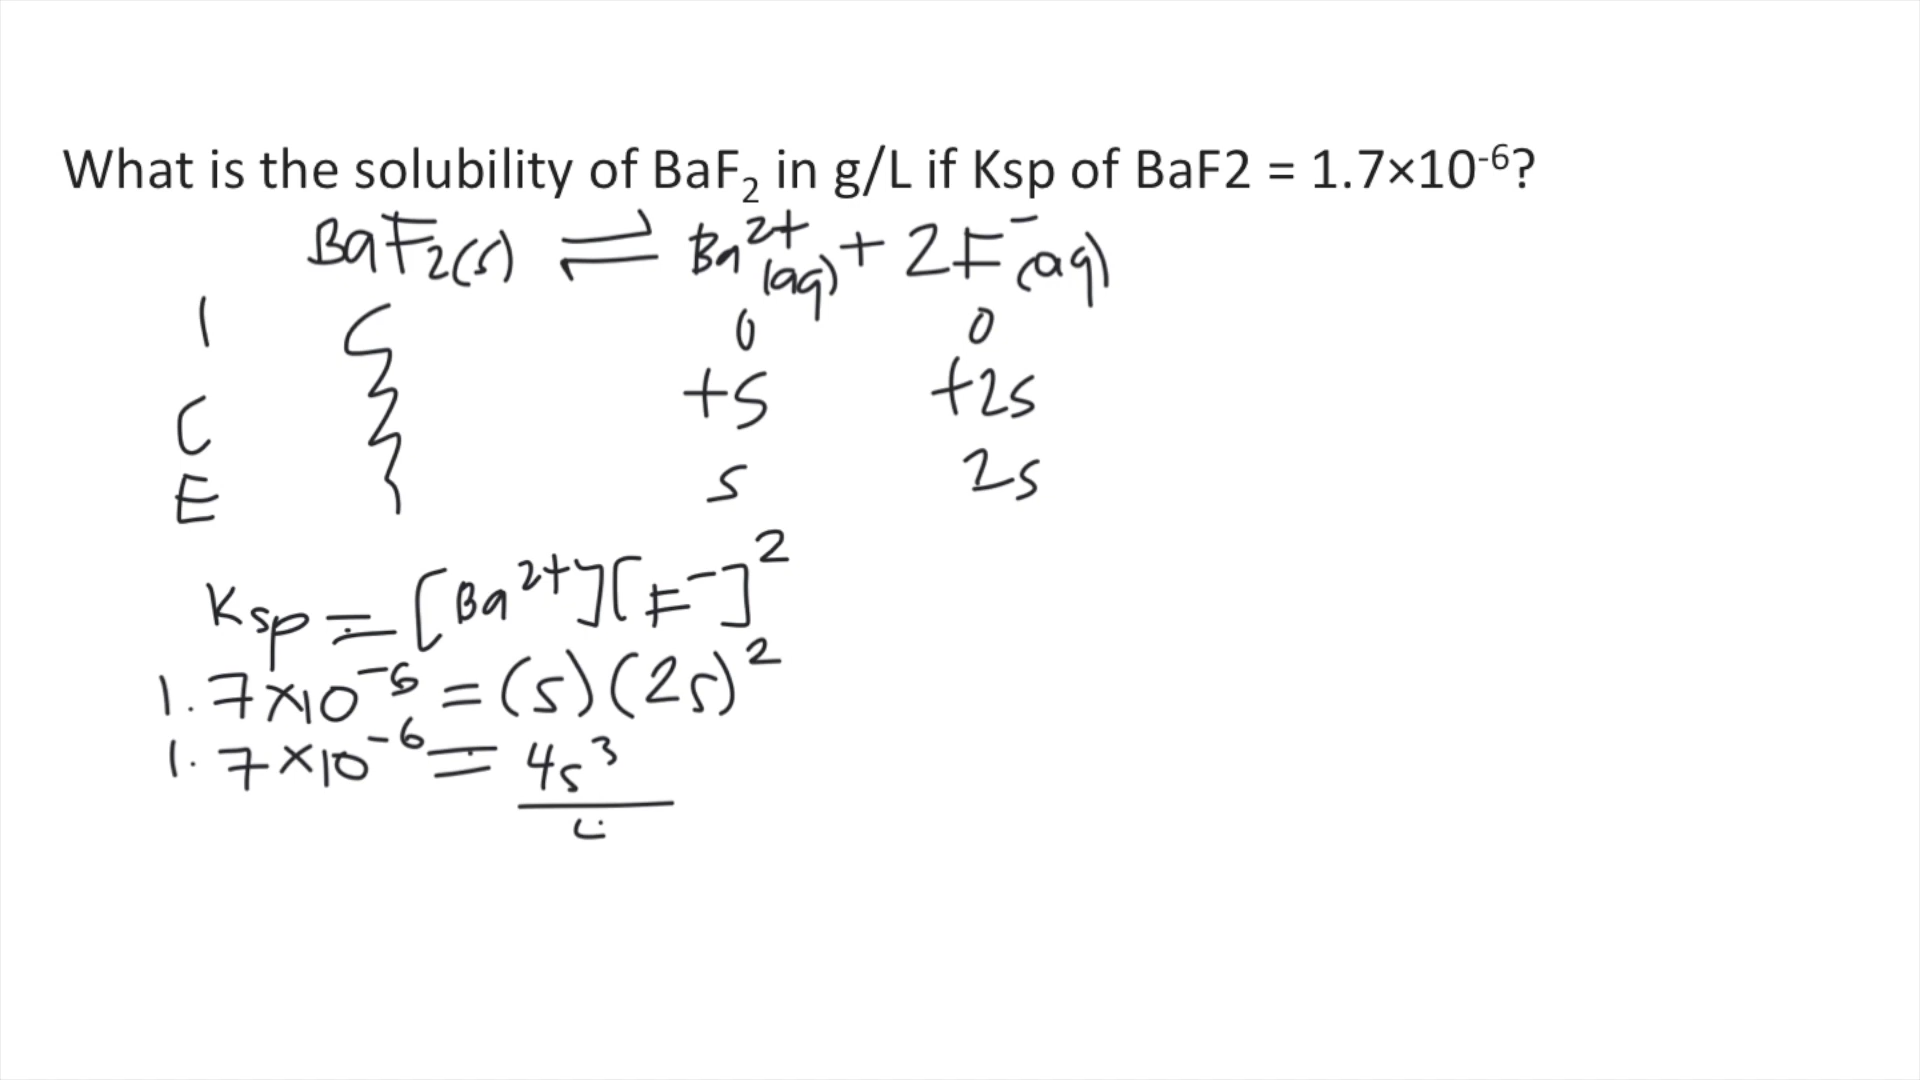 What is the solubility of BaF₂ in g/L if Ksp of BaF2 = 1.7×10⁻⁶?
BaF₂(s) ⇌ Ba²⁺(aq) + 2F⁻(aq)
I 0 0
C +s +2s
E s 2s
Ksp = [Ba²⁺][F⁻]²
1.7×10⁻⁶ = (s)(2s)²
1.7×10⁻⁶ = 4s³